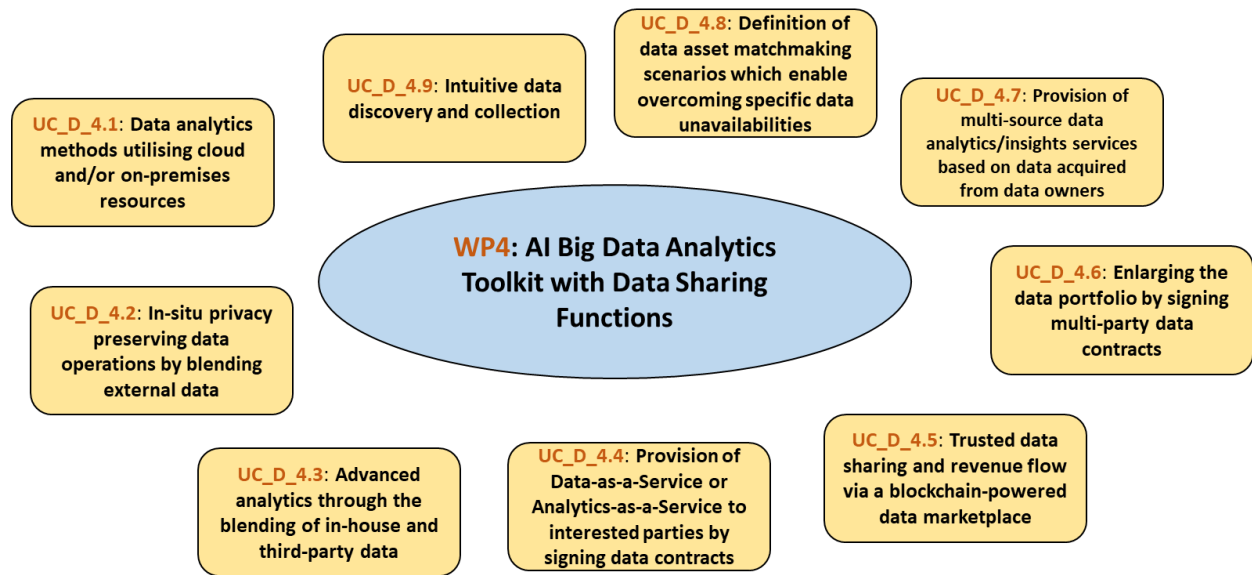 UC_D_4.8: Definition of
data asset matchmaking
scenarios which enable
overcoming specific data
unavailabilities
UC_D_4.9: Intuitive data
discovery and collection
UC_D_4.7: Provision of
multi-source data
analytics/insights services
based on data acquired
from data owners
UC_D_4.1: Data analytics
methods utilising cloud
and/or on-premises
resources
WP4: AI Big Data Analytics
Toolkit with Data Sharing
Functions
UC_D_4.6: Enlarging the
data portfolio by signing
multi-party data
contracts
UC_D_4.2: In-situ privacy
preserving data
operations by blending
external data
UC_D_4.5: Trusted data
sharing and revenue flow
via a blockchain-powered
data marketplace
UC_D_4.4: Provision of
Data-as-a-Service or
Analytics-as-a-Service to
interested parties by
signing data contracts
UC_D_4.3: Advanced
analytics through the
blending of in-house and
third-party data